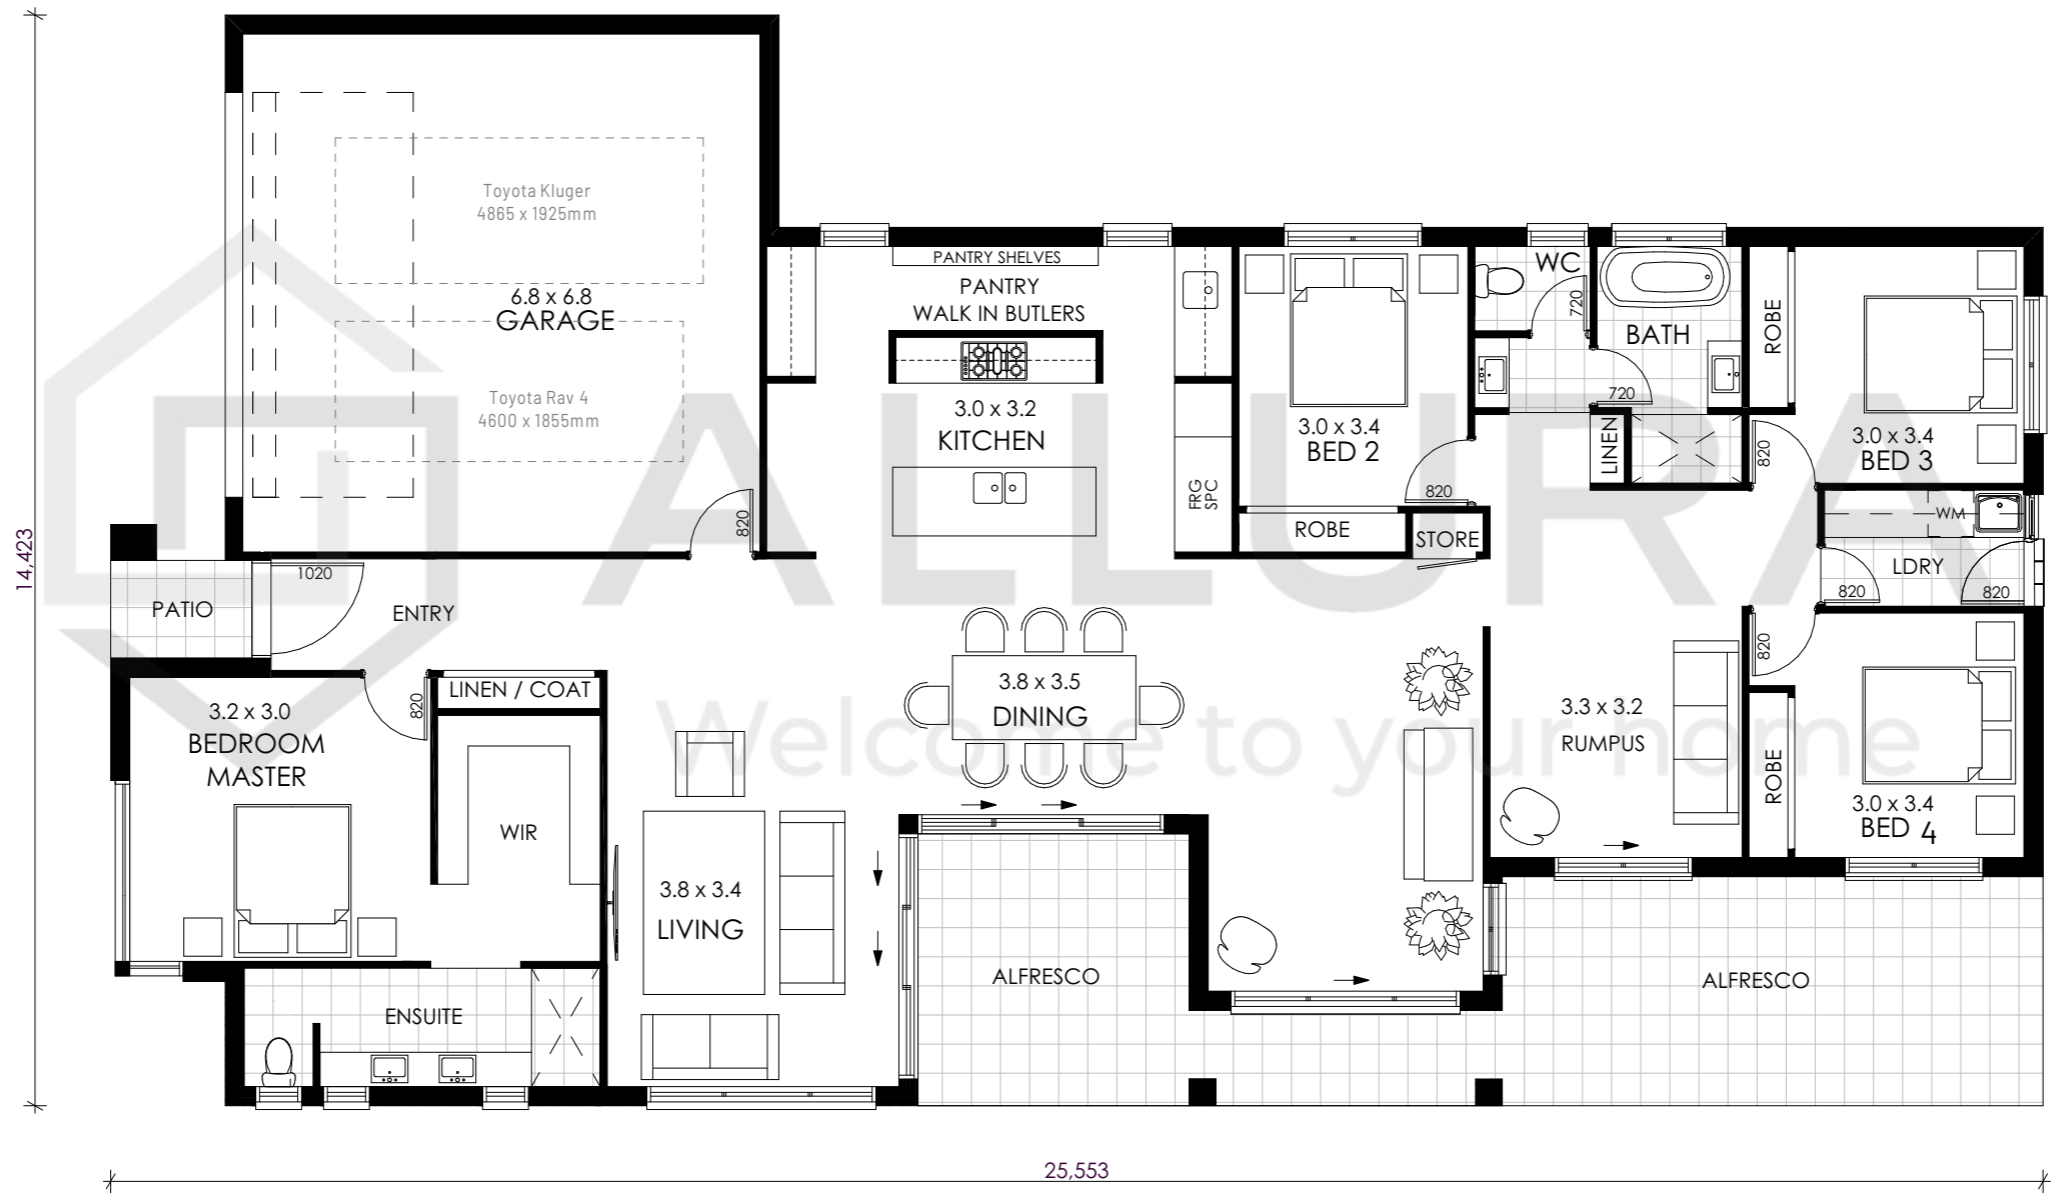 Toyota Kluger
4865 x 1925mm
6.8 x 6.8
GARAGE
Toyota Rav 4
4600 x 1855mm
820
14,423
PANTRY SHELVES
PANTRY
WALK IN BUTLERS
3.0 x 3.2
KITCHEN
FRG
SPC
3.0 x 3.4
BED 2
820
ROBE
STORE
WC
720
BATH
720
LINEN
ROBE
3.0 x 3.4
BED 3
820
WM
LDRY
820
820
ALLURA
Welcome to your home
1020
PATIO
ENTRY
820
LINEN / COAT
3.2 x 3.0
BEDROOM
MASTER
WIR
ENSUITE
3.8 x 3.4
LIVING
3.8 x 3.5
DINING
ALFRESCO
3.3 x 3.2
RUMPUS
820
ROBE
3.0 x 3.4
BED 4
ALFRESCO
25,553